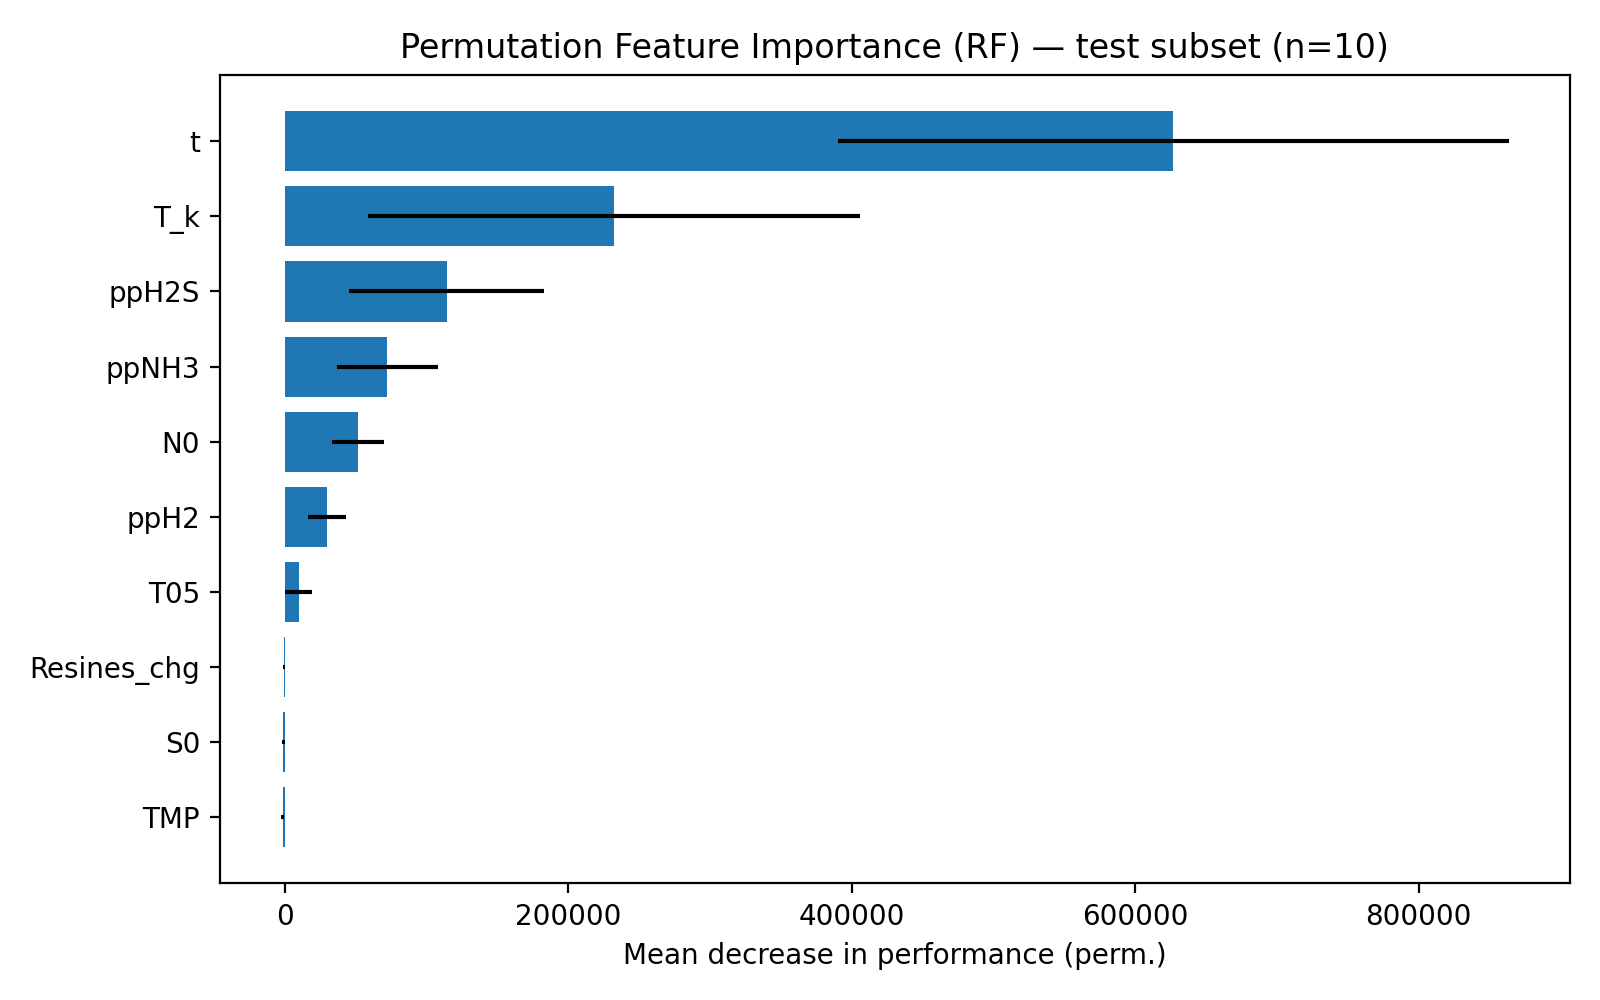 Permutation Feature Importance (RF) — test subset (n=10)
t
T_k
ppH2S
ppNH3
N0
ppH2
T05
Resines_chg
S0
TMP
0 200000 400000 600000 800000
Mean decrease in performance (perm.)